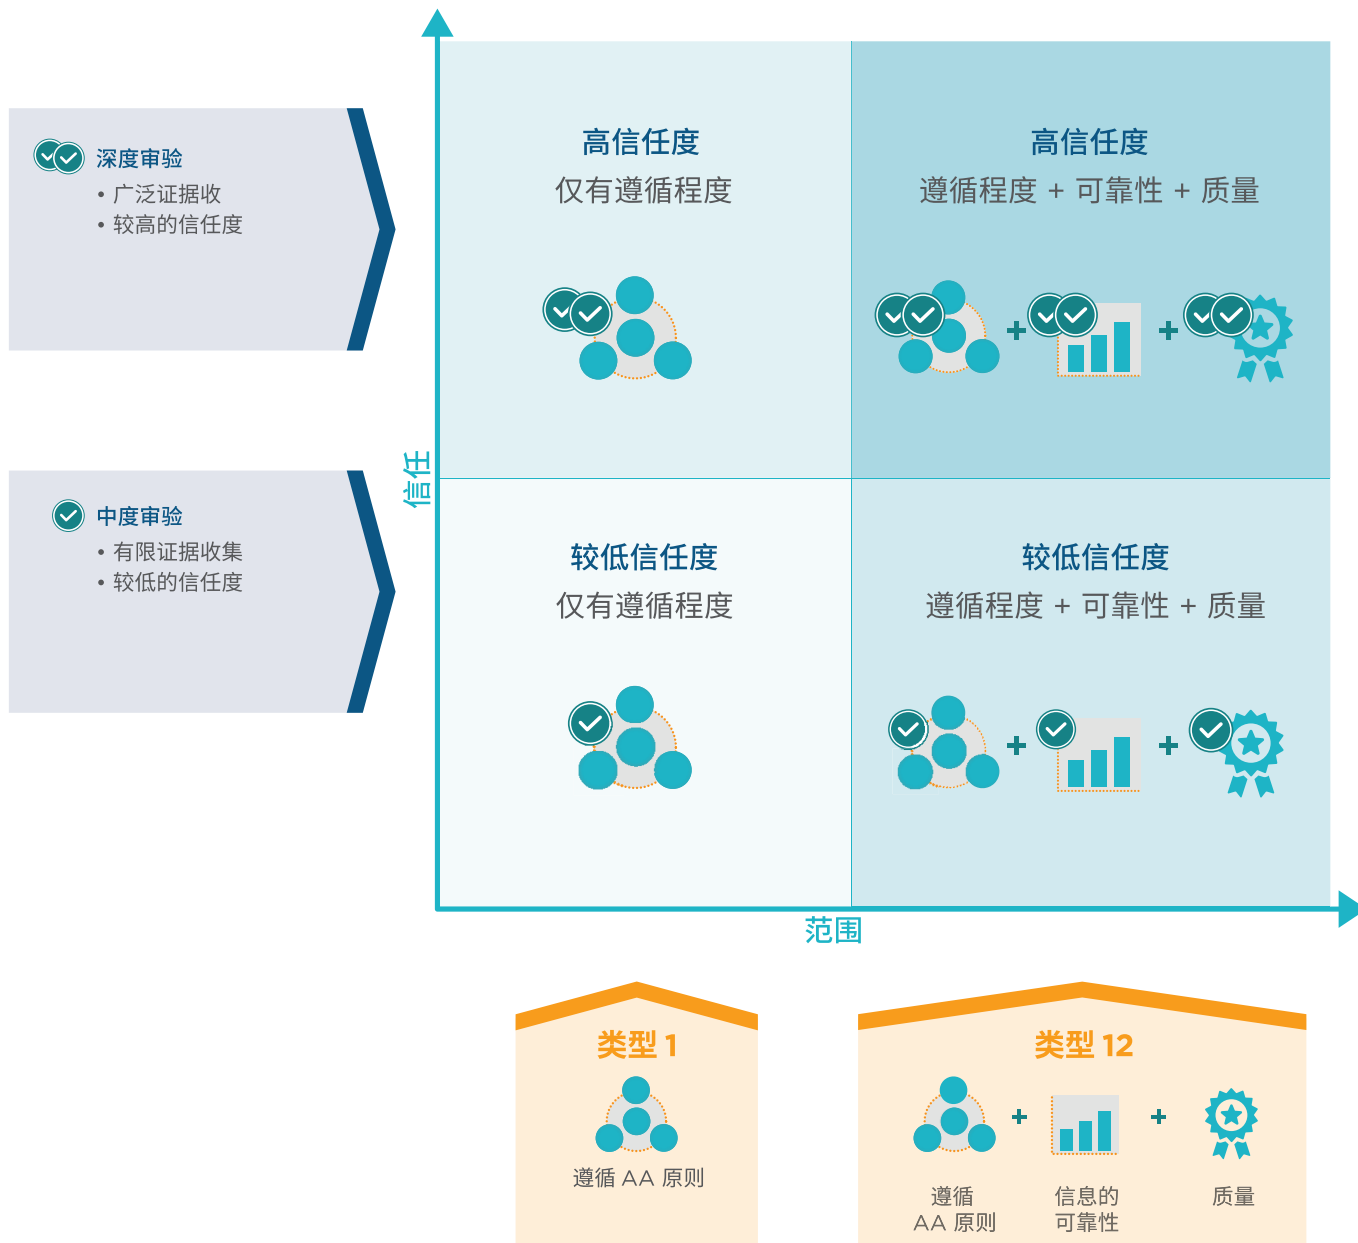 深度审验
• 广泛证据收
• 较高的信任度
中度审验
• 有限证据收集
• 较低的信任度
信任
高信任度
仅有遵循程度
高信任度
遵循程度 + 可靠性 + 质量
较低信任度
仅有遵循程度
较低信任度
遵循程度 + 可靠性 + 质量
范围
类型 1
遵循 AA 原则
类型 12
遵循
AA 原则
信息的
可靠性
质量